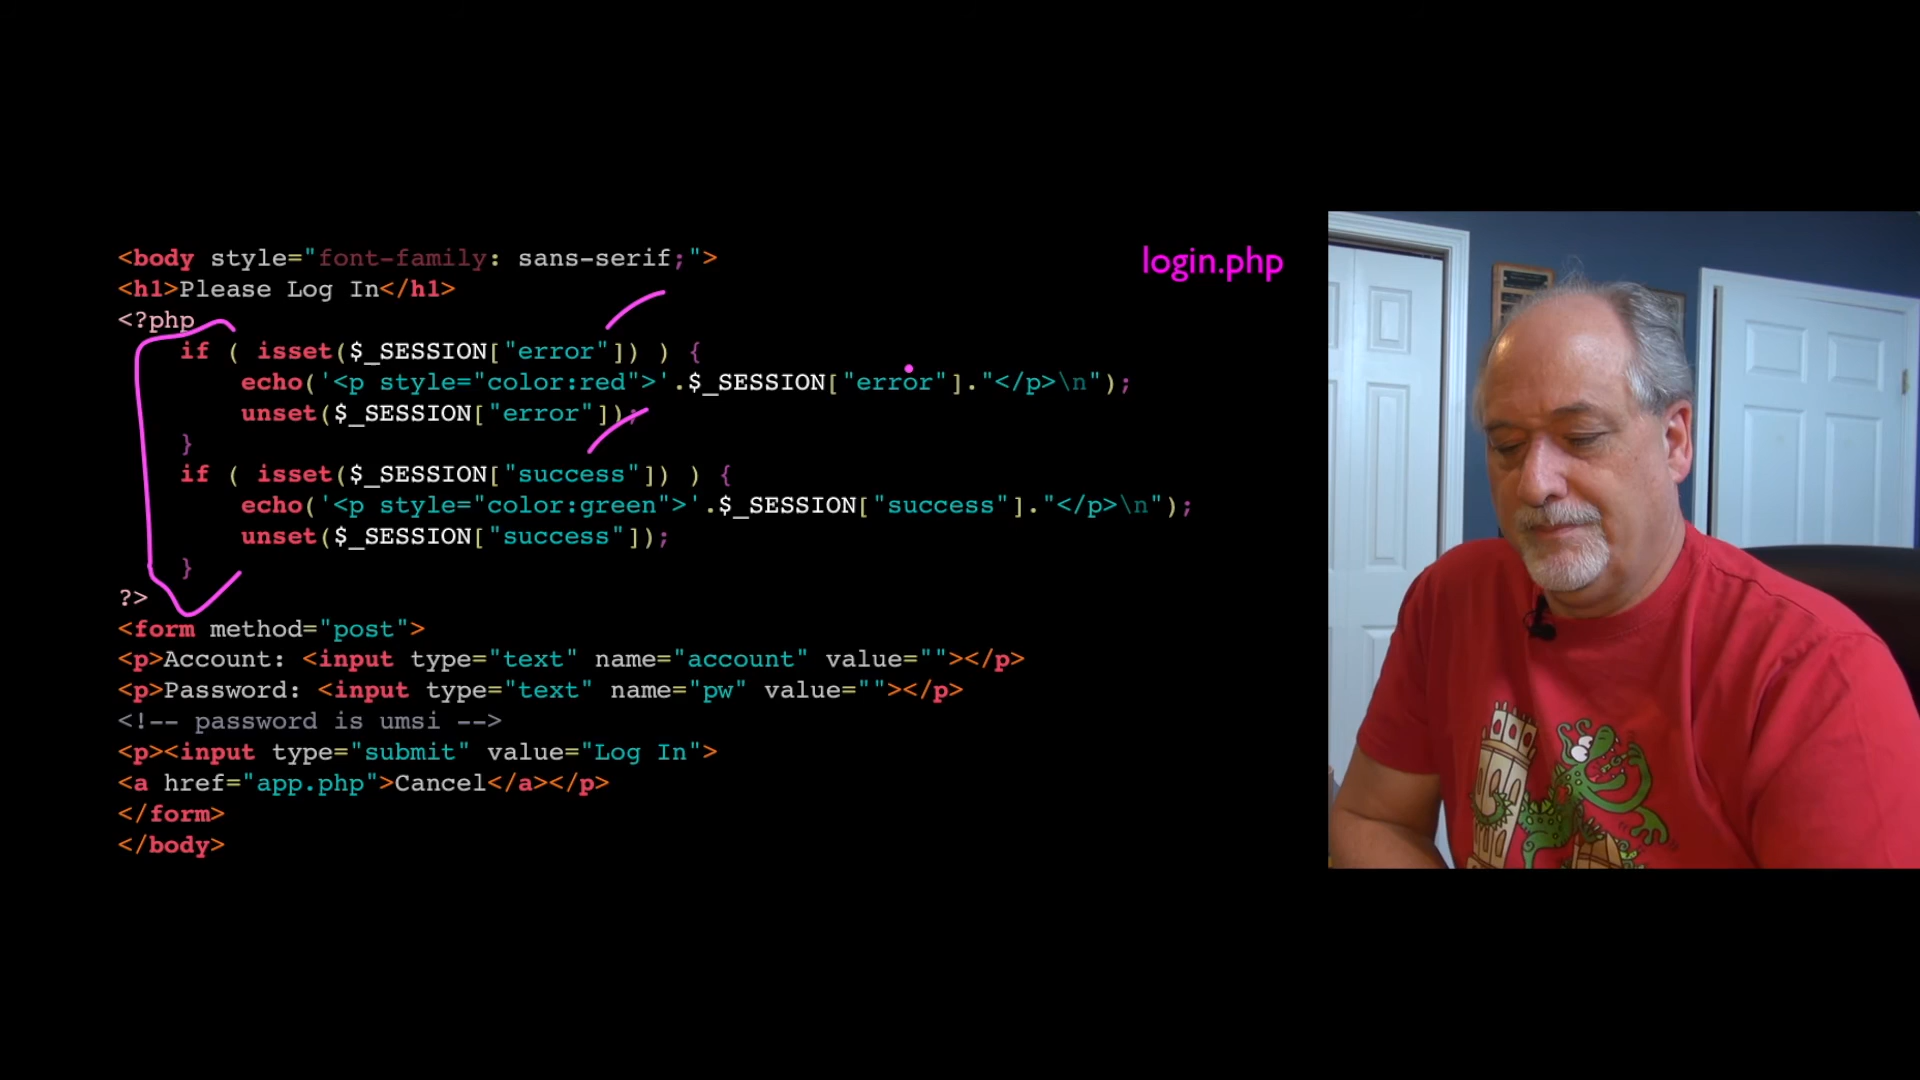 <body style="font-family: sans-serif;">
<h1>Please Log In</h1>
<?php
if ( isset($_SESSION["error"]) ) {
echo('<p style="color:red">'.$_SESSION["error"]."</p>\n");
unset($_SESSION["error"]);
}
if ( isset($_SESSION["success"]) ) {
echo('<p style="color:green">'.$_SESSION["success"]."</p>\n");
unset($_SESSION["success"]);
}
?>
<form method="post">
<p>Account: <input type="text" name="account" value=""></p>
<p>Password: <input type="text" name="pw" value=""></p>
<!-- password is umsi -->
<p><input type="submit" value="Log In">
<a href="app.php">Cancel</a></p>
</form>
</body>
login.php